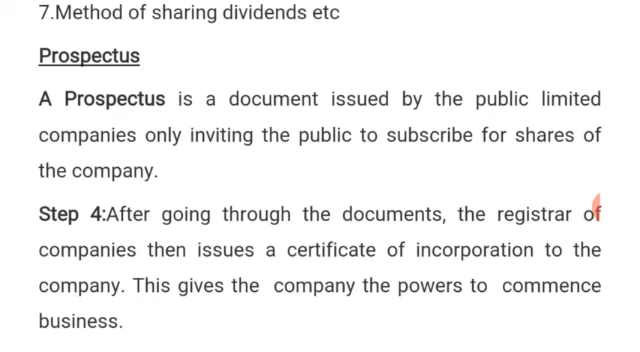 7.Method of sharing dividends etc
Prospectus
A Prospectus is a document issued by the public limited
companies only inviting the public to subscribe for shares of
the company.
Step 4:After going through the documents, the registrar of
companies then issues a certificate of incorporation to the
company. This gives the company the powers to commence
business.